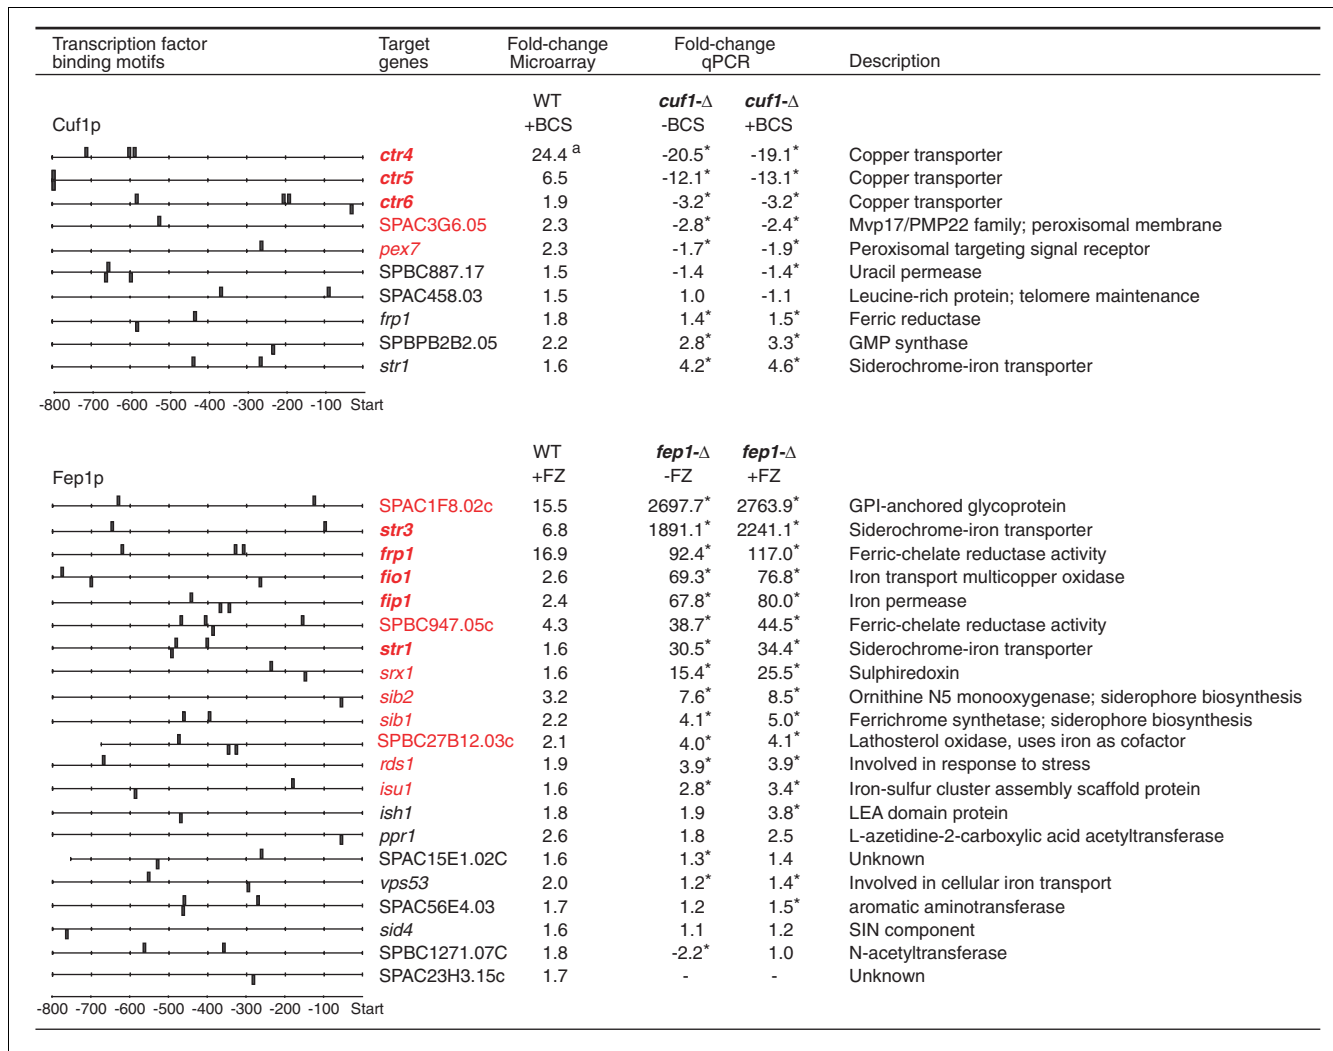 Transcription factor binding motifs Target genes Fold-change Microarray Fold-change qPCR Description
WT cuf1-Δ cuf1-Δ
Cuf1p +BCS -BCS +BCS
ctr4 24.4 a -20.5* -19.1* Copper transporter
ctr5 6.5 -12.1* -13.1* Copper transporter
ctr6 1.9 -3.2* -3.2* Copper transporter
SPAC3G6.05 2.3 -2.8* -2.4* Mvp17/PMP22 family; peroxisomal membrane
pex7 2.3 -1.7* -1.9* Peroxisomal targeting signal receptor
SPBC887.17 1.5 -1.4 -1.4* Uracil permease
SPAC458.03 1.5 1.0 -1.1 Leucine-rich protein; telomere maintenance
frp1 1.8 1.4* 1.5* Ferric reductase
SPBPB2B2.05 2.2 2.8* 3.3* GMP synthase
str1 1.6 4.2* 4.6* Siderochrome-iron transporter
-800 -700 -600 -500 -400 -300 -200 -100 Start
WT fep1-Δ fep1-Δ
Fep1p +FZ -FZ +FZ
SPAC1F8.02c 15.5 2697.7* 2763.9* GPI-anchored glycoprotein
str3 6.8 1891.1* 2241.1* Siderochrome-iron transporter
frp1 16.9 92.4* 117.0* Ferric-chelate reductase activity
fio1 2.6 69.3* 76.8* Iron transport multicopper oxidase
fip1 2.4 67.8* 80.0* Iron permease
SPBC947.05c 4.3 38.7* 44.5* Ferric-chelate reductase activity
str1 1.6 30.5* 34.4* Siderochrome-iron transporter
srx1 1.6 15.4* 25.5* Sulphiredoxin
sib2 3.2 7.6* 8.5* Ornithine N5 monooxygenase; siderophore biosynthesis
sib1 2.2 4.1* 5.0* Ferrichrome synthetase; siderophore biosynthesis
SPBC27B12.03c 2.1 4.0* 4.1* Lathosterol oxidase, uses iron as cofactor
rds1 1.9 3.9* 3.9* Involved in response to stress
isu1 1.6 2.8* 3.4* Iron-sulfur cluster assembly scaffold protein
ish1 1.8 1.9 3.8* LEA domain protein
ppr1 2.6 1.8 2.5 L-azetidine-2-carboxylic acid acetyltransferase
SPAC15E1.02C 1.6 1.3* 1.4 Unknown
vps53 2.0 1.2* 1.4* Involved in cellular iron transport
SPAC56E4.03 1.7 1.2 1.5* aromatic aminotransferase
sid4 1.6 1.1 1.2 SIN component
SPBC1271.07C 1.8 -2.2* 1.0 N-acetyltransferase
SPAC23H3.15c 1.7 - - Unknown
-800 -700 -600 -500 -400 -300 -200 -100 Start